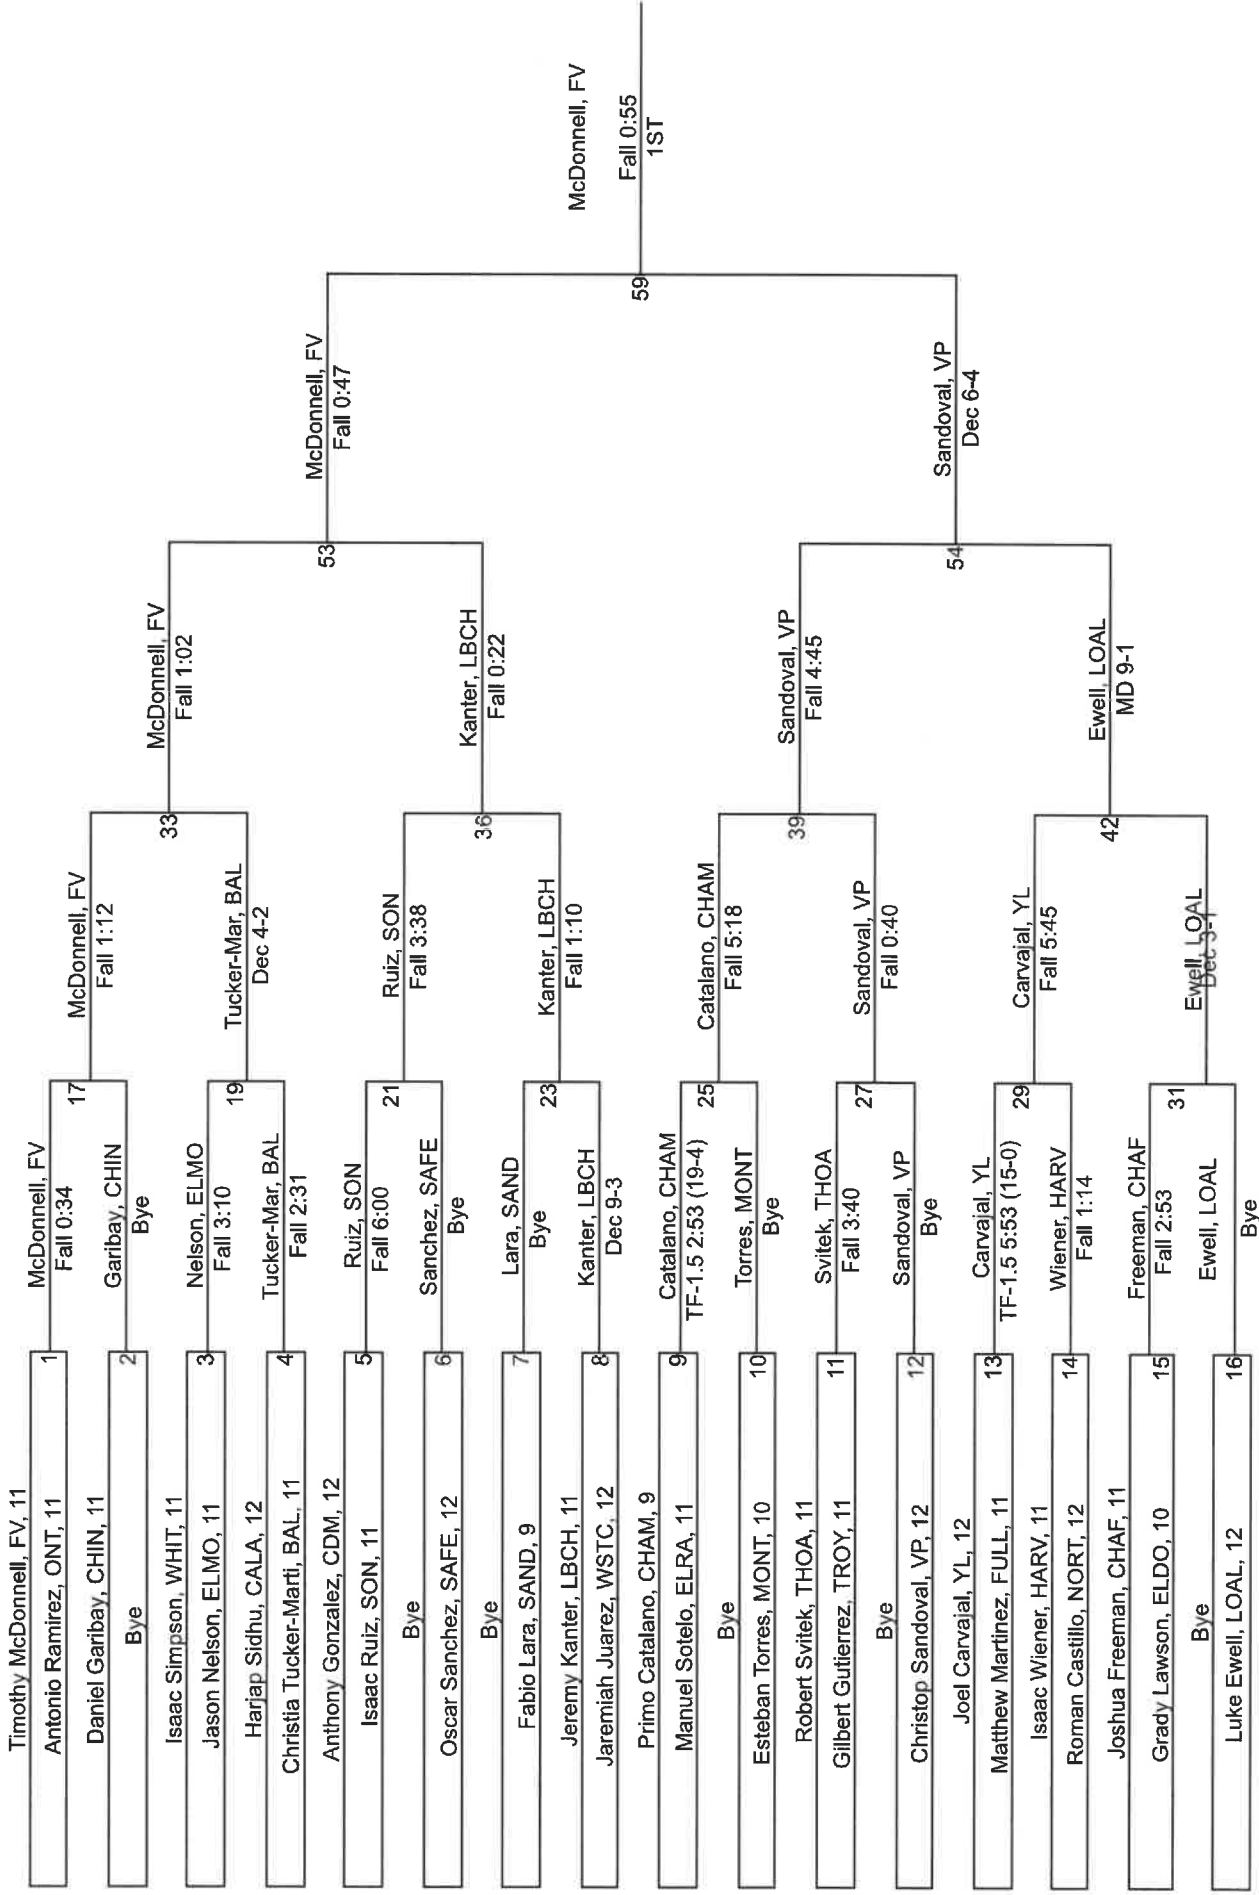 Timothy McDonnell, FV, 11
1
Antonio Ramirez, ONT, 11
Daniel Garibay, CHIN, 11
2
Bye
Isaac Simpson, WHIT, 11
3
Jason Nelson, ELMO, 11
Harjap Sidhu, CALA, 12
4
Christia Tucker-Marti, BAL, 11
Anthony Gonzalez, CDM, 12
5
Isaac Ruiz, SON, 11
Bye
6
Oscar Sanchez, SAFE, 12
Bye
7
Fabio Lara, SAND, 9
Jeremy Kanter, LBCH, 11
8
Jaremiah Juarez, WSTC, 12
Primo Catalano, CHAM, 9
9
Manuel Sotelo, ELRA, 11
Bye
10
Esteban Torres, MONT, 10
Robert Svitek, THOA, 11
11
Gilbert Gutierrez, TROY, 11
Bye
12
Christop Sandoval, VP, 12
Joel Carvajal, YL, 12
13
Matthew Martinez, FULL, 11
Isaac Wiener, HARV, 11
14
Roman Castillo, NORT, 12
Joshua Freeman, CHAF, 11
15
Grady Lawson, ELDO, 10
Bye
16
Luke Ewell, LOAL, 12
McDonnell, FV
Fall 0:34
17
Garibay, CHIN
Bye
Nelson, ELMO
Fall 3:10
19
Tucker-Mar, BAL
Fall 2:31
Ruiz, SON
Fall 6:00
21
Sanchez, SAFE
Bye
Lara, SAND
Bye
23
Kanter, LBCH
Dec 9-3
Catalano, CHAM
TF-1.5 2:53 (19-4)
25
Torres, MONT
Bye
Svitek, THOA
Fall 3:40
27
Sandoval, VP
Bye
Carvajal, YL
TF-1.5 5:53 (15-0)
29
Wiener, HARV
Fall 1:14
Freeman, CHAF
Fall 2:53
31
Ewell, LOAL
Bye
McDonnell, FV
Fall 1:12
33
Tucker-Mar, BAL
Dec 4-2
Ruiz, SON
Fall 3:38
36
Kanter, LBCH
Fall 1:10
Catalano, CHAM
Fall 5:18
39
Sandoval, VP
Fall 0:40
Carvajal, YL
Fall 5:45
42
Ewell, LOAL
Dec 3-1
McDonnell, FV
Fall 1:02
53
Kanter, LBCH
Fall 0:22
Sandoval, VP
Fall 4:45
54
Ewell, LOAL
MD 9-1
McDonnell, FV
Fall 0:47
59
Sandoval, VP
Dec 6-4
McDonnell, FV
Fall 0:55
1ST